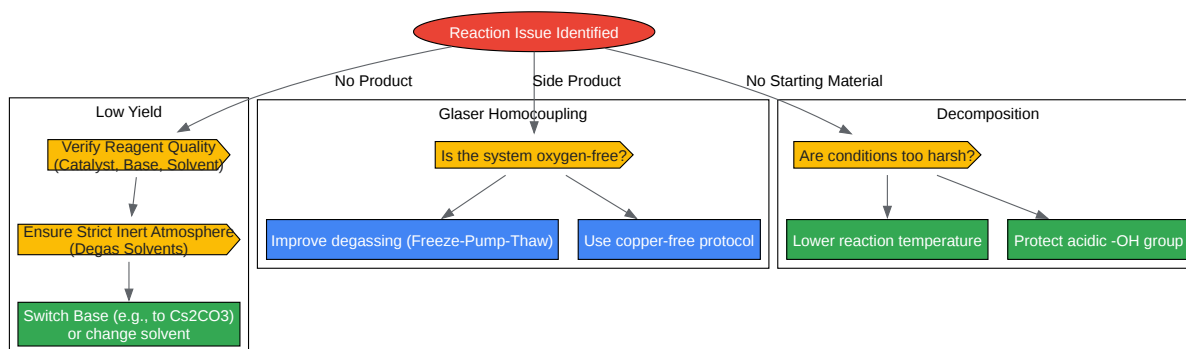 Reaction Issue Identified
No Product
Side Product
No Starting Material
Low Yield
Glaser Homocoupling
Decomposition
Verify Reagent Quality
(Catalyst, Base, Solvent)
Is the system oxygen-free?
Are conditions too harsh?
Ensure Strict Inert Atmosphere
(Degas Solvents)
Improve degassing (Freeze-Pump-Thaw)
Use copper-free protocol
Lower reaction temperature
Protect acidic -OH group
Switch Base (e.g., to Cs2CO3)
or change solvent